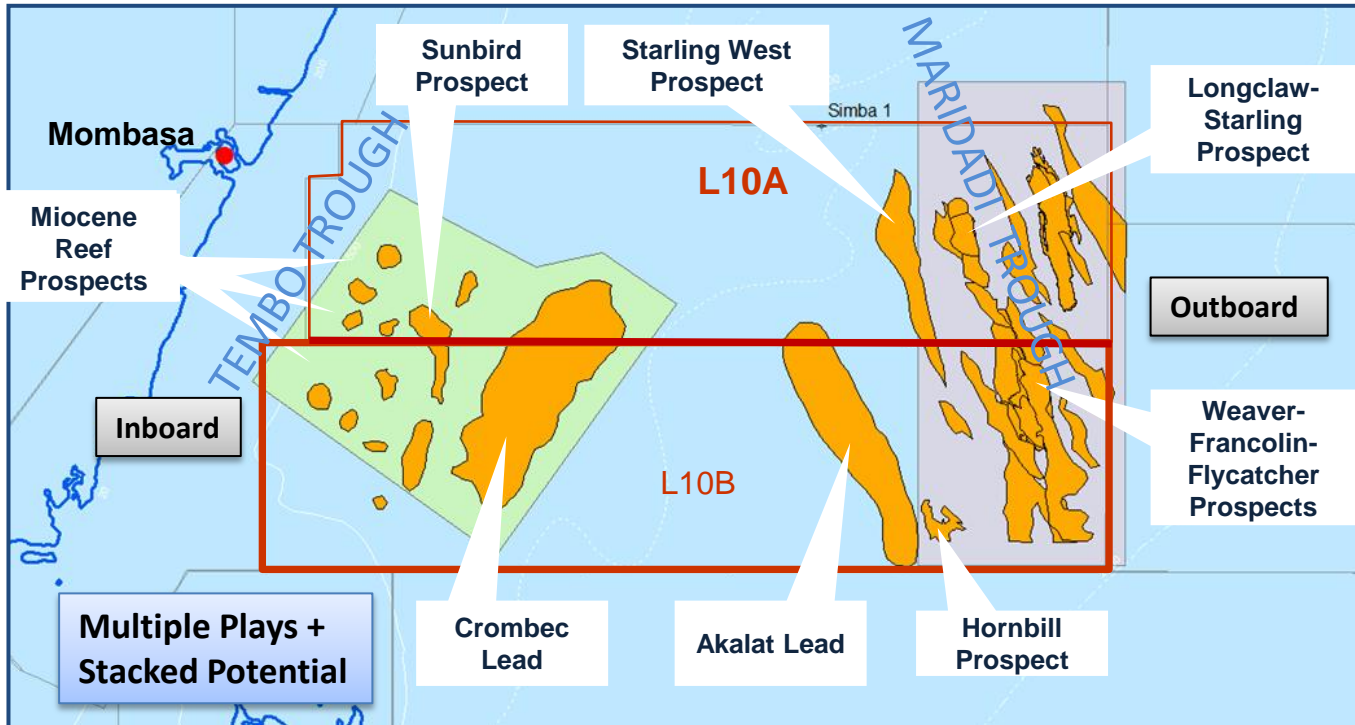 Sunbird
Prospect
Starling West
Prospect
MARIDADI TROUGH
Longclaw-
Starling
Prospect
Simba 1
Mombasa
L10A
TEMBO TROUGH
Miocene
Reef
Prospects
Outboard
Inboard
Weaver-
Francolin-
Flycatcher
Prospects
L10B
Multiple Plays +
Stacked Potential
Crombec
Lead
Akalat Lead
Hornbill
Prospect
200